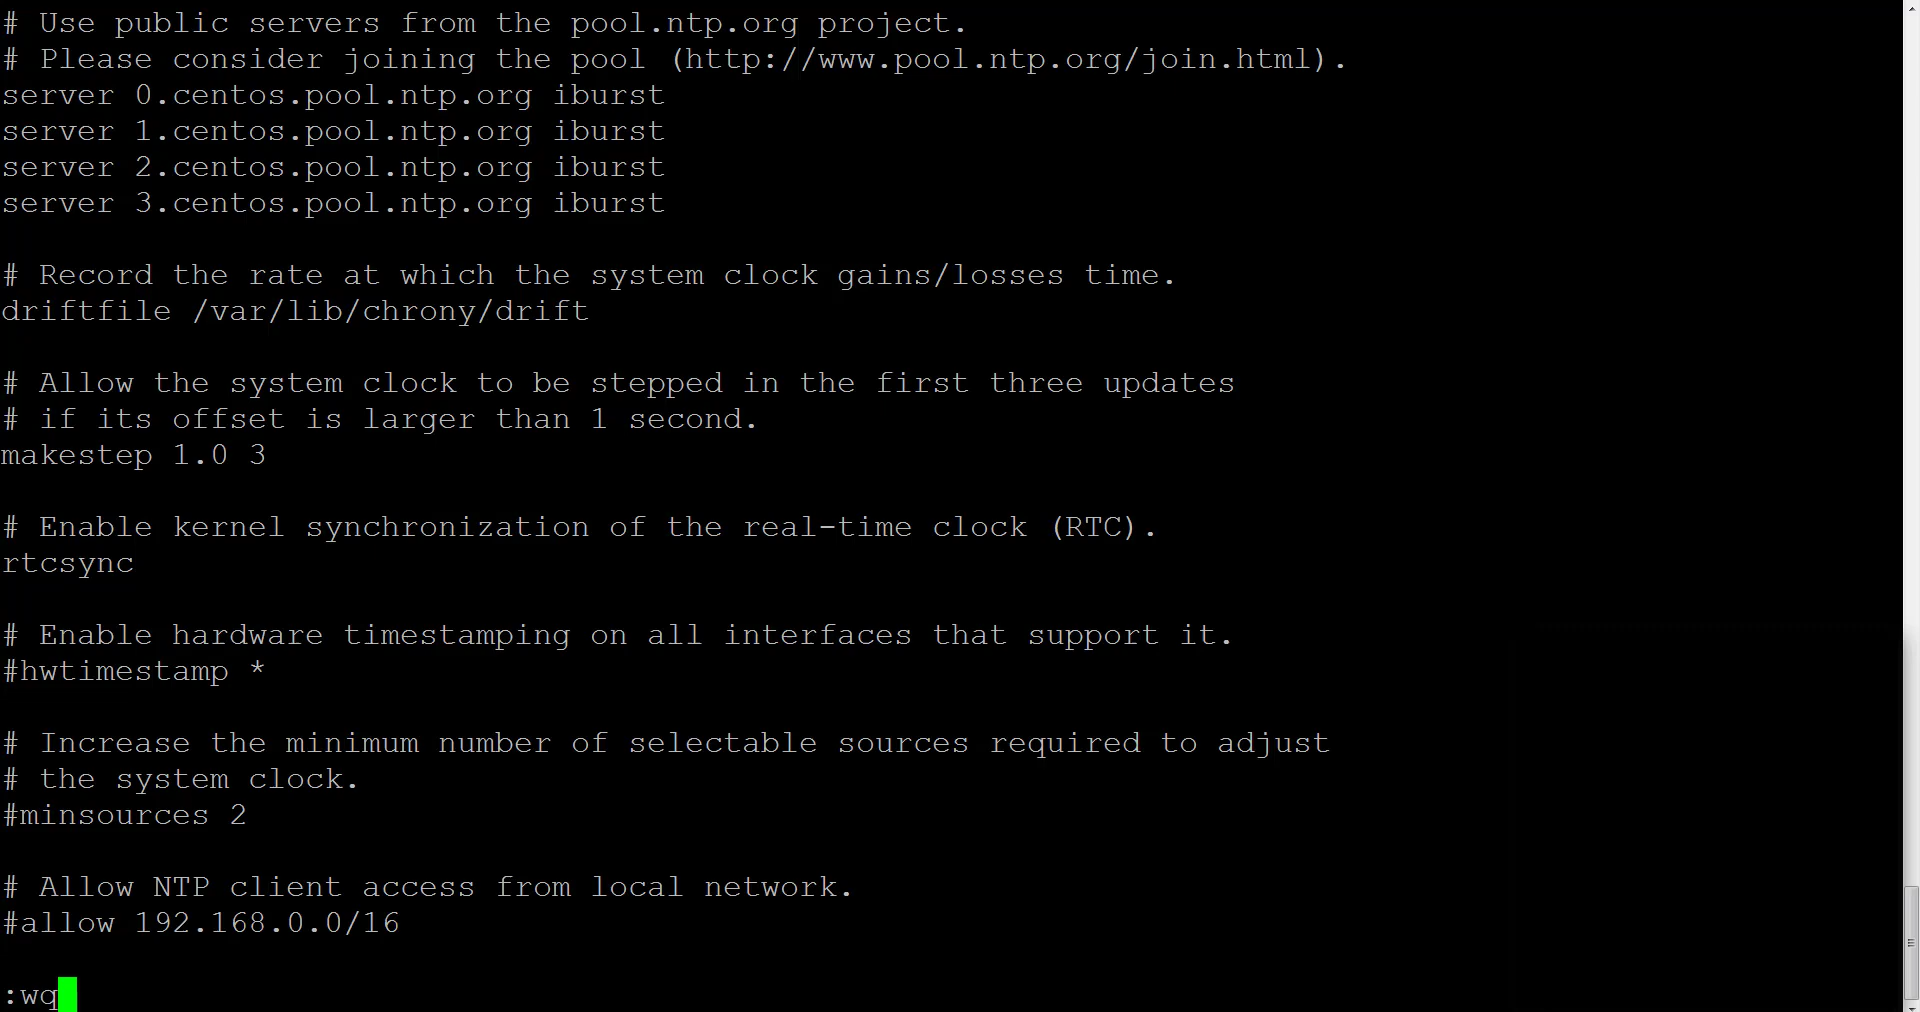 # Use public servers from the pool.ntp.org project.
# Please consider joining the pool (http://www.pool.ntp.org/join.html).
server 0.centos.pool.ntp.org iburst
server 1.centos.pool.ntp.org iburst
server 2.centos.pool.ntp.org iburst
server 3.centos.pool.ntp.org iburst
# Record the rate at which the system clock gains/losses time.
driftfile /var/lib/chrony/drift
# Allow the system clock to be stepped in the first three updates
# if its offset is larger than 1 second.
makestep 1.0 3
# Enable kernel synchronization of the real-time clock (RTC).
rtcsync
# Enable hardware timestamping on all interfaces that support it.
#hwtimestamp *
# Increase the minimum number of selectable sources required to adjust
# the system clock.
#minsources 2
# Allow NTP client access from local network.
#allow 192.168.0.0/16
:wq